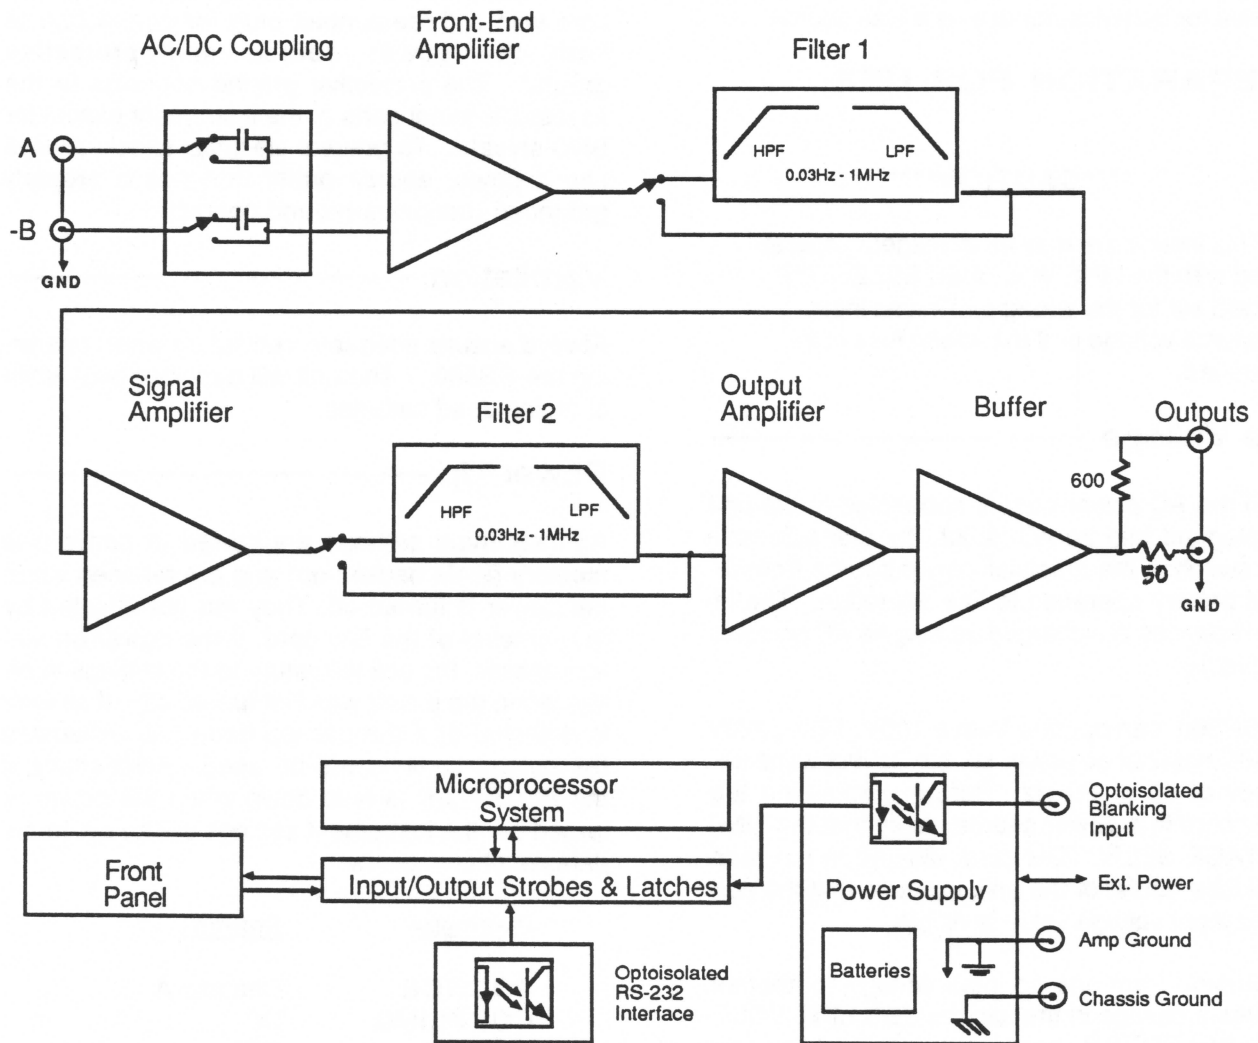 AC/DC Coupling
Front-End
Amplifier
Filter 1
A
-B
GND
HPF
LPF
0.03Hz - 1MHz
Signal
Amplifier
Filter 2
Output
Amplifier
Buffer
Outputs
HPF
LPF
0.03Hz - 1MHz
600
50
GND
Microprocessor
System
Front
Panel
Input/Output Strobes & Latches
Optoisolated
RS-232
Interface
Power Supply
Batteries
Optoisolated
Blanking
Input
Ext. Power
Amp Ground
Chassis Ground